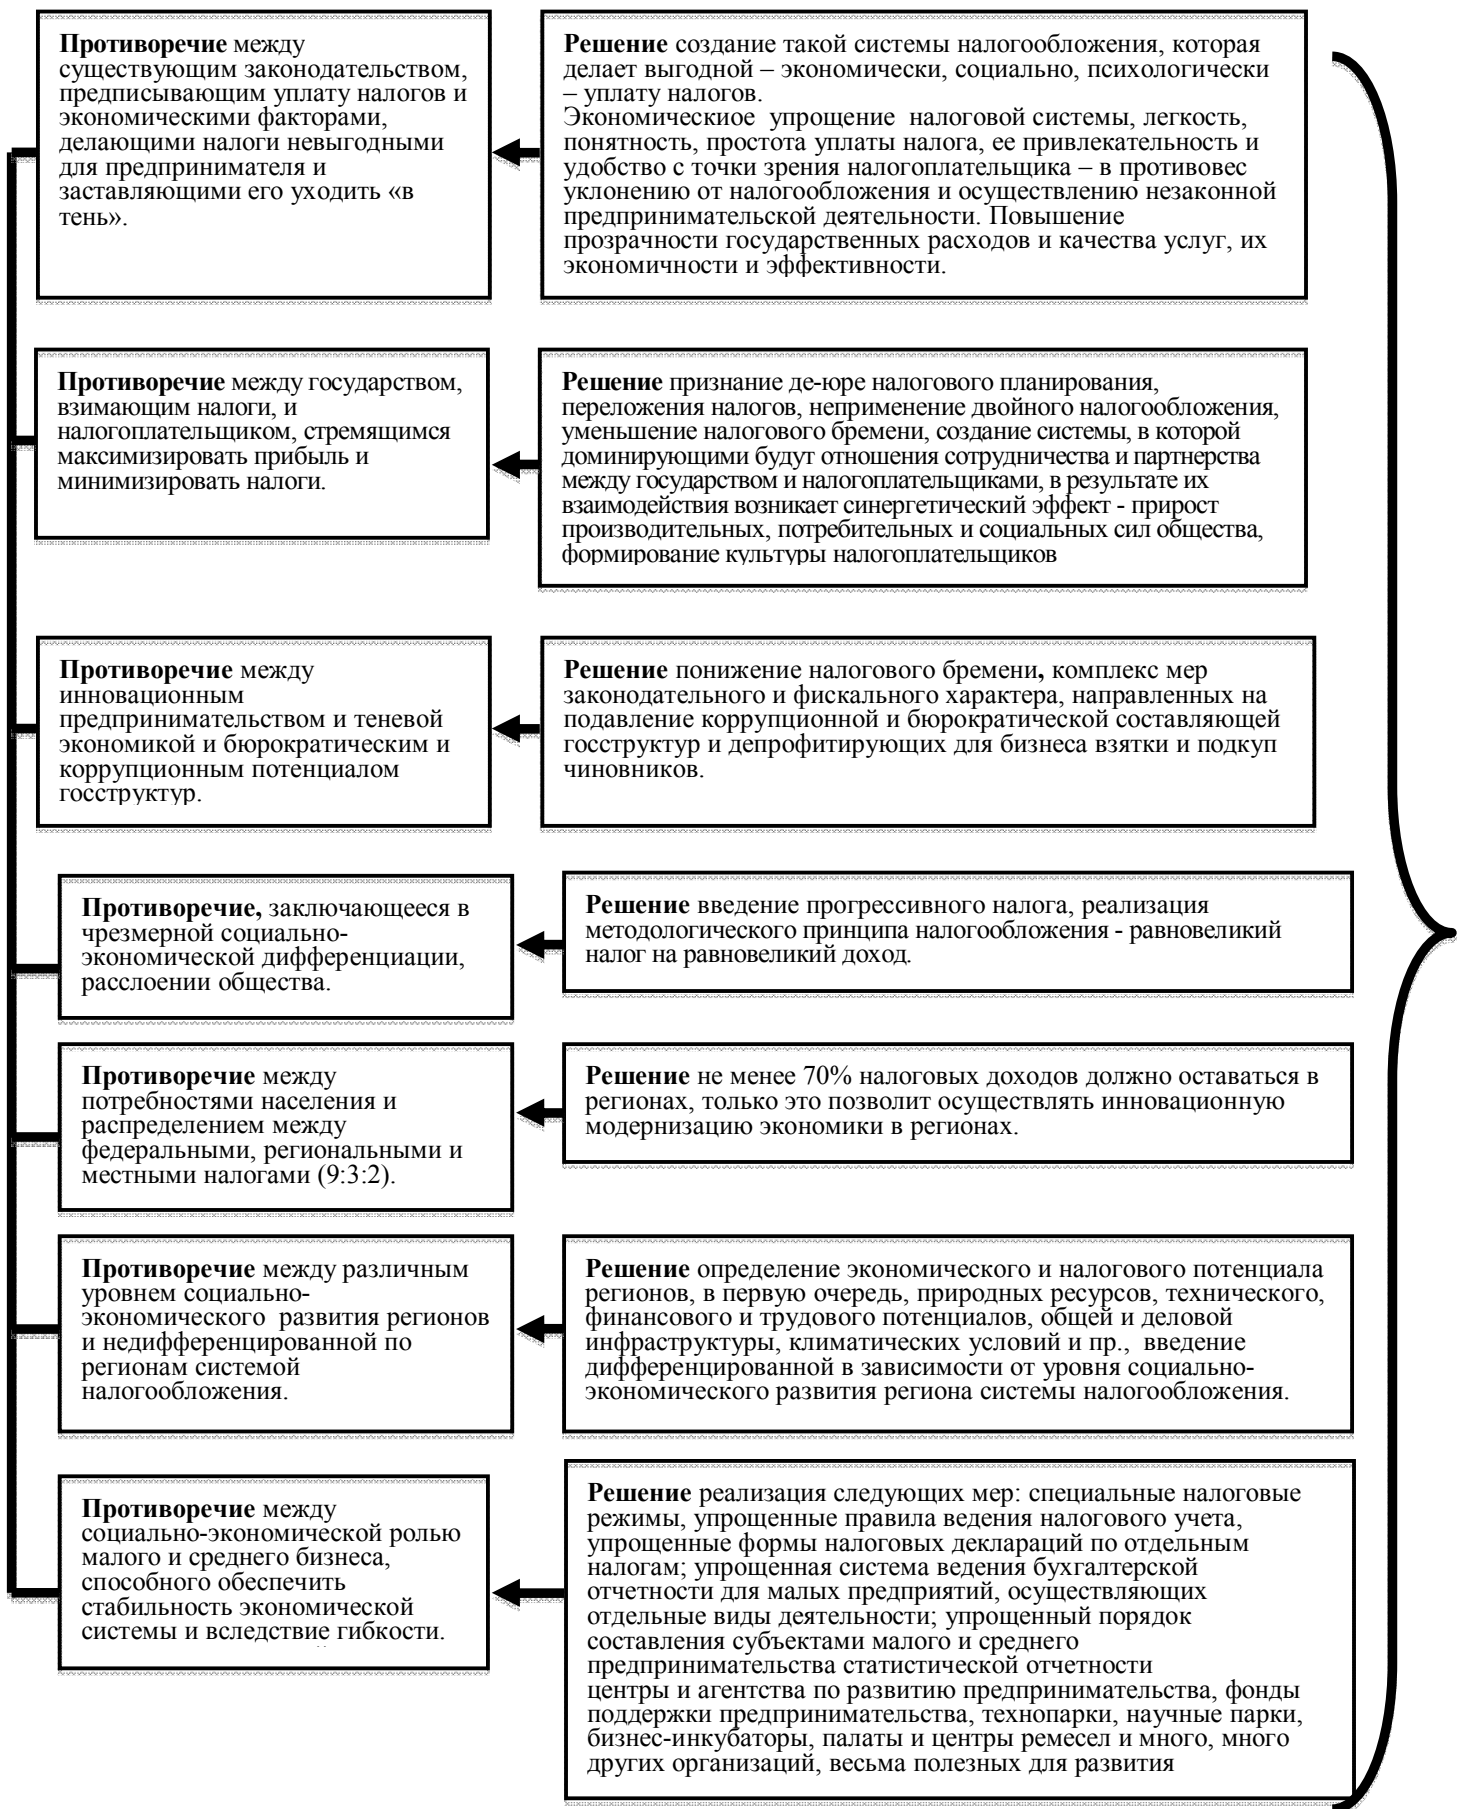 Противоречие между
существующим законодательством,
предписывающим уплату налогов и
экономическими факторами,
делающими налоги невыгодными
для предпринимателя и
заставляющими его уходить «в
тень».
Решение создание такой системы налогообложения, которая
делает выгодной – экономически, социально, психологически
– уплату налогов.
Экономическиое упрощение налоговой системы, легкость,
понятность, простота уплаты налога, ее привлекательность и
удобство с точки зрения налогоплательщика – в противовес
уклонению от налогообложения и осуществлению незаконной
предпринимательской деятельности. Повышение
прозрачности государственных расходов и качества услуг, их
экономичности и эффективности.
Противоречие между государством,
взимающим налоги, и
налогоплательщиком, стремящимся
максимизировать прибыль и
минимизировать налоги.
Решение признание де-юре налогового планирования,
переложения налогов, неприменение двойного налогообложения,
уменьшение налогового бремени, создание системы, в которой
доминирующими будут отношения сотрудничества и партнерства
между государством и налогоплательщиками, в результате их
взаимодействия возникает синергетический эффект - прирост
производительных, потребительных и социальных сил общества,
формирование культуры налогоплательщиков
Противоречие между
инновационным
предпринимательством и теневой
экономикой и бюрократическим и
коррупционным потенциалом
госструктур.
Решение понижение налогового бремени, комплекс мер
законодательного и фискального характера, направленных на
подавление коррупционной и бюрократической составляющей
госструктур и депрофитирующих для бизнеса взятки и подкуп
чиновников.
Противоречие, заключающееся в
чрезмерной социально-
экономической дифференциации,
расслоении общества.
Решение введение прогрессивного налога, реализация
методологического принципа налогообложения - равновеликий
налог на равновеликий доход.
Противоречие между
потребностями населения и
распределением между
федеральными, региональными и
местными налогами (9:3:2).
Решение не менее 70% налоговых доходов должно оставаться в
регионах, только это позволит осуществлять инновационную
модернизацию экономики в регионах.
Противоречие между различным
уровнем социально-
экономического развития регионов
и недифференцированной по
регионам системой
налогообложения.
Решение определение экономического и налогового потенциала
регионов, в первую очередь, природных ресурсов, технического,
финансового и трудового потенциалов, общей и деловой
инфраструктуры, климатических условий и пр., введение
дифференцированной в зависимости от уровня социально-
экономического развития региона системы налогообложения.
Противоречие между
социально-экономической ролью
малого и среднего бизнеса,
способного обеспечить
стабильность экономической
системы и вследствие гибкости.
Решение реализация следующих мер: специальные налоговые
режимы, упрощенные правила ведения налогового учета,
упрощенные формы налоговых деклараций по отдельным
налогам; упрощенная система ведения бухгалтерской
отчетности для малых предприятий, осуществляющих
отдельные виды деятельности; упрощенный порядок
составления субъектами малого и среднего
предпринимательства статистической отчетности
центры и агентства по развитию предпринимательства, фонды
поддержки предпринимательства, технопарки, научные парки,
бизнес-инкубаторы, палаты и центры ремесел и много, много
других организаций, весьма полезных для развития